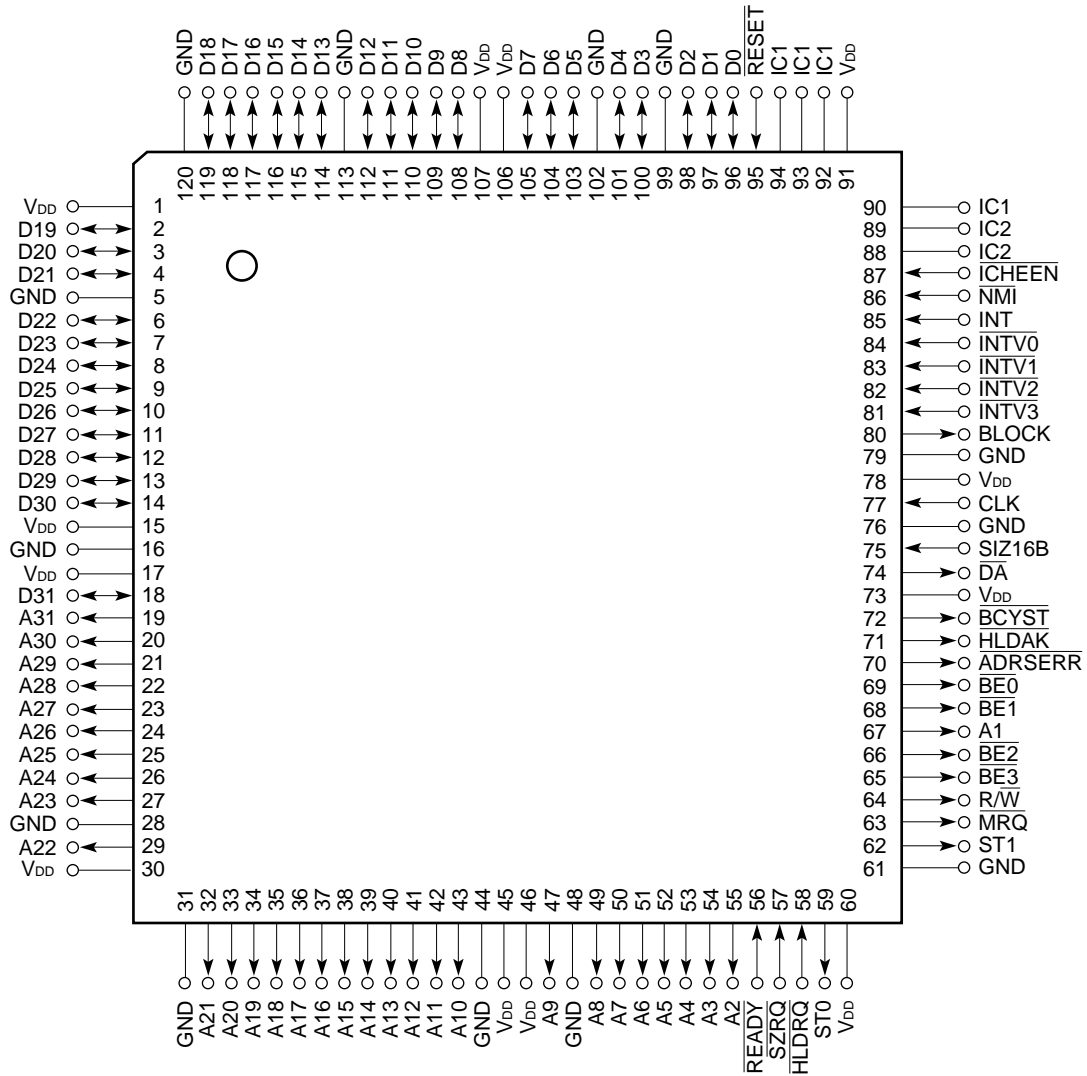 GND D18 D17 D16 D15 D14 D13 GND D12 D11 D10 D9 D8 VDD VDD D7 D6 D5 GND D4 D3 GND D2 D1 D0 RESET IC1 IC1 IC1 VDD
120 119 118 117 116 115 114 113 112 111 110 109 108 107 106 105 104 103 102 101 100 99 98 97 96 95 94 93 92 91
VDD 1 90 IC1
D19 2 89 IC2
D20 3 88 IC2
D21 4 87 ICHEEN
GND 5 86 NMI
D22 6 85 INT
D23 7 84 INTV0
D24 8 83 INTV1
D25 9 82 INTV2
D26 10 81 INTV3
D27 11 80 BLOCK
D28 12 79 GND
D29 13 78 VDD
D30 14 77 CLK
VDD 15 76 GND
GND 16 75 SIZ16B
VDD 17 74 DA
D31 18 73 VDD
A31 19 72 BCYST
A30 20 71 HLDAK
A29 21 70 ADRSERR
A28 22 69 BE0
A27 23 68 BE1
A26 24 67 A1
A25 25 66 BE2
A24 26 65 BE3
A23 27 64 R/W
GND 28 63 MRQ
A22 29 62 ST1
VDD 30 61 GND
31 32 33 34 35 36 37 38 39 40 41 42 43 44 45 46 47 48 49 50 51 52 53 54 55 56 57 58 59 60
GND A21 A20 A19 A18 A17 A16 A15 A14 A13 A12 A11 A10 GND VDD VDD A9 GND A8 A7 A6 A5 A4 A3 A2 READY SZRQ HLDRQ ST0 VDD